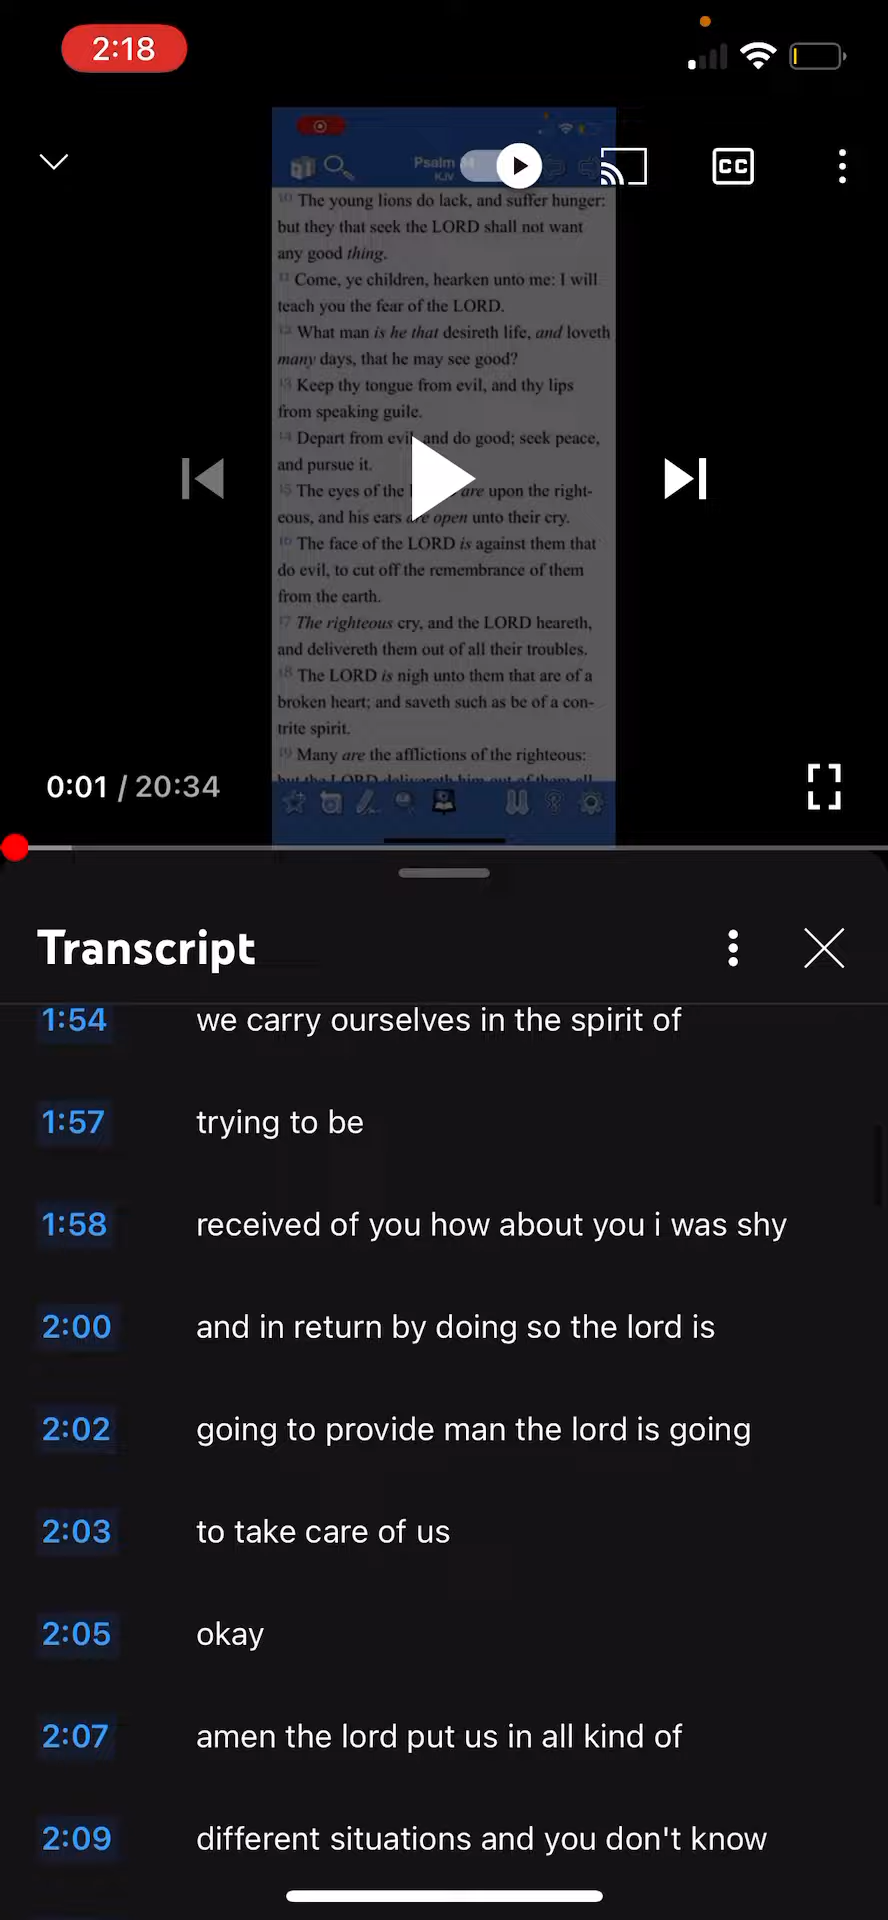 2:18
Psalm
KJV
CC
10 The young lions do lack, and suffer hunger:
but they that seek the LORD shall not want
any good thing.
11 Come, ye children, hearken unto me: I will
teach you the fear of the LORD.
12 What man is he that desireth life, and loveth
many days, that he may see good?
13 Keep thy tongue from evil, and thy lips
from speaking guile.
14 Depart from evil, and do good; seek peace,
and pursue it.
15 The eyes of the are upon the right-
eous, and his ears are open unto their cry.
16 The face of the LORD is against them that
do evil, to cut off the remembrance of them
from the earth.
17 The righteous cry, and the LORD heareth,
and delivereth them out of all their troubles.
18 The LORD is nigh unto them that are of a
broken heart; and saveth such as be of a con-
trite spirit.
19 Many are the afflictions of the righteous:
but the LORD delivereth him out of them all
0:01 / 20:34
Transcript
1:54 we carry ourselves in the spirit of
1:57 trying to be
1:58 received of you how about you i was shy
2:00 and in return by doing so the lord is
2:02 going to provide man the lord is going
2:03 to take care of us
2:05 okay
2:07 amen the lord put us in all kind of
2:09 different situations and you don't know